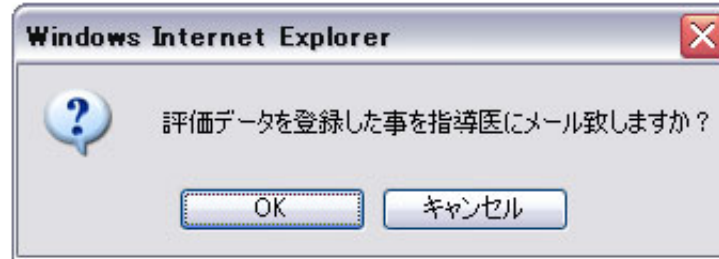 Windows Internet Explorer
評価データを登録した事を指導医にメール致しますか？
OK
キャンセル